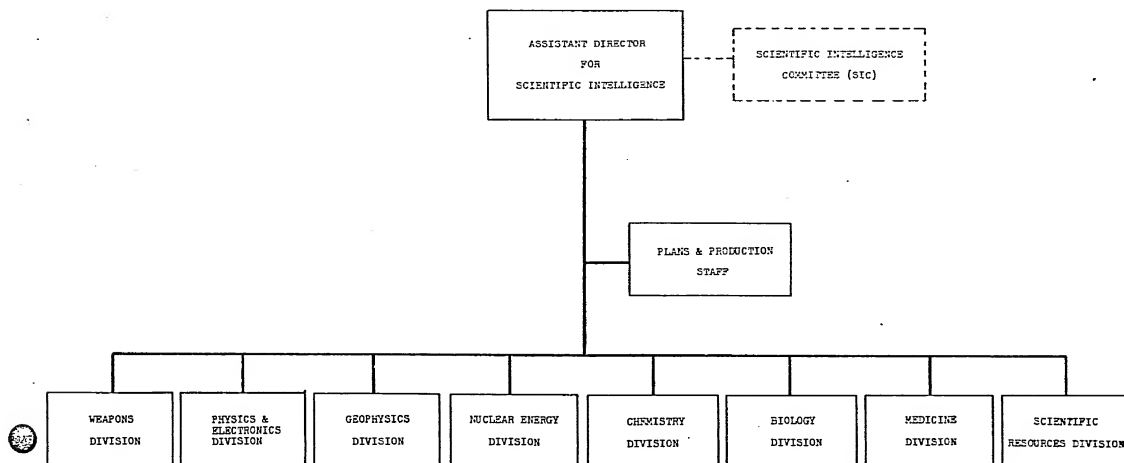 ASSISTANT DIRECTOR
FOR
SCIENTIFIC INTELLIGENCE
SCIENTIFIC INTELLIGENCE
COMMITTEE (SIC)
PLANS & PRODUCTION
STAFF
WEAPONS
DIVISION
PHYSICS &
ELECTRONICS
DIVISION
GEOPHYSICS
DIVISION
NUCLEAR ENERGY
DIVISION
CHEMISTRY
DIVISION
BIOLOGY
DIVISION
MEDICINE
DIVISION
SCIENTIFIC
RESOURCES DIVISION